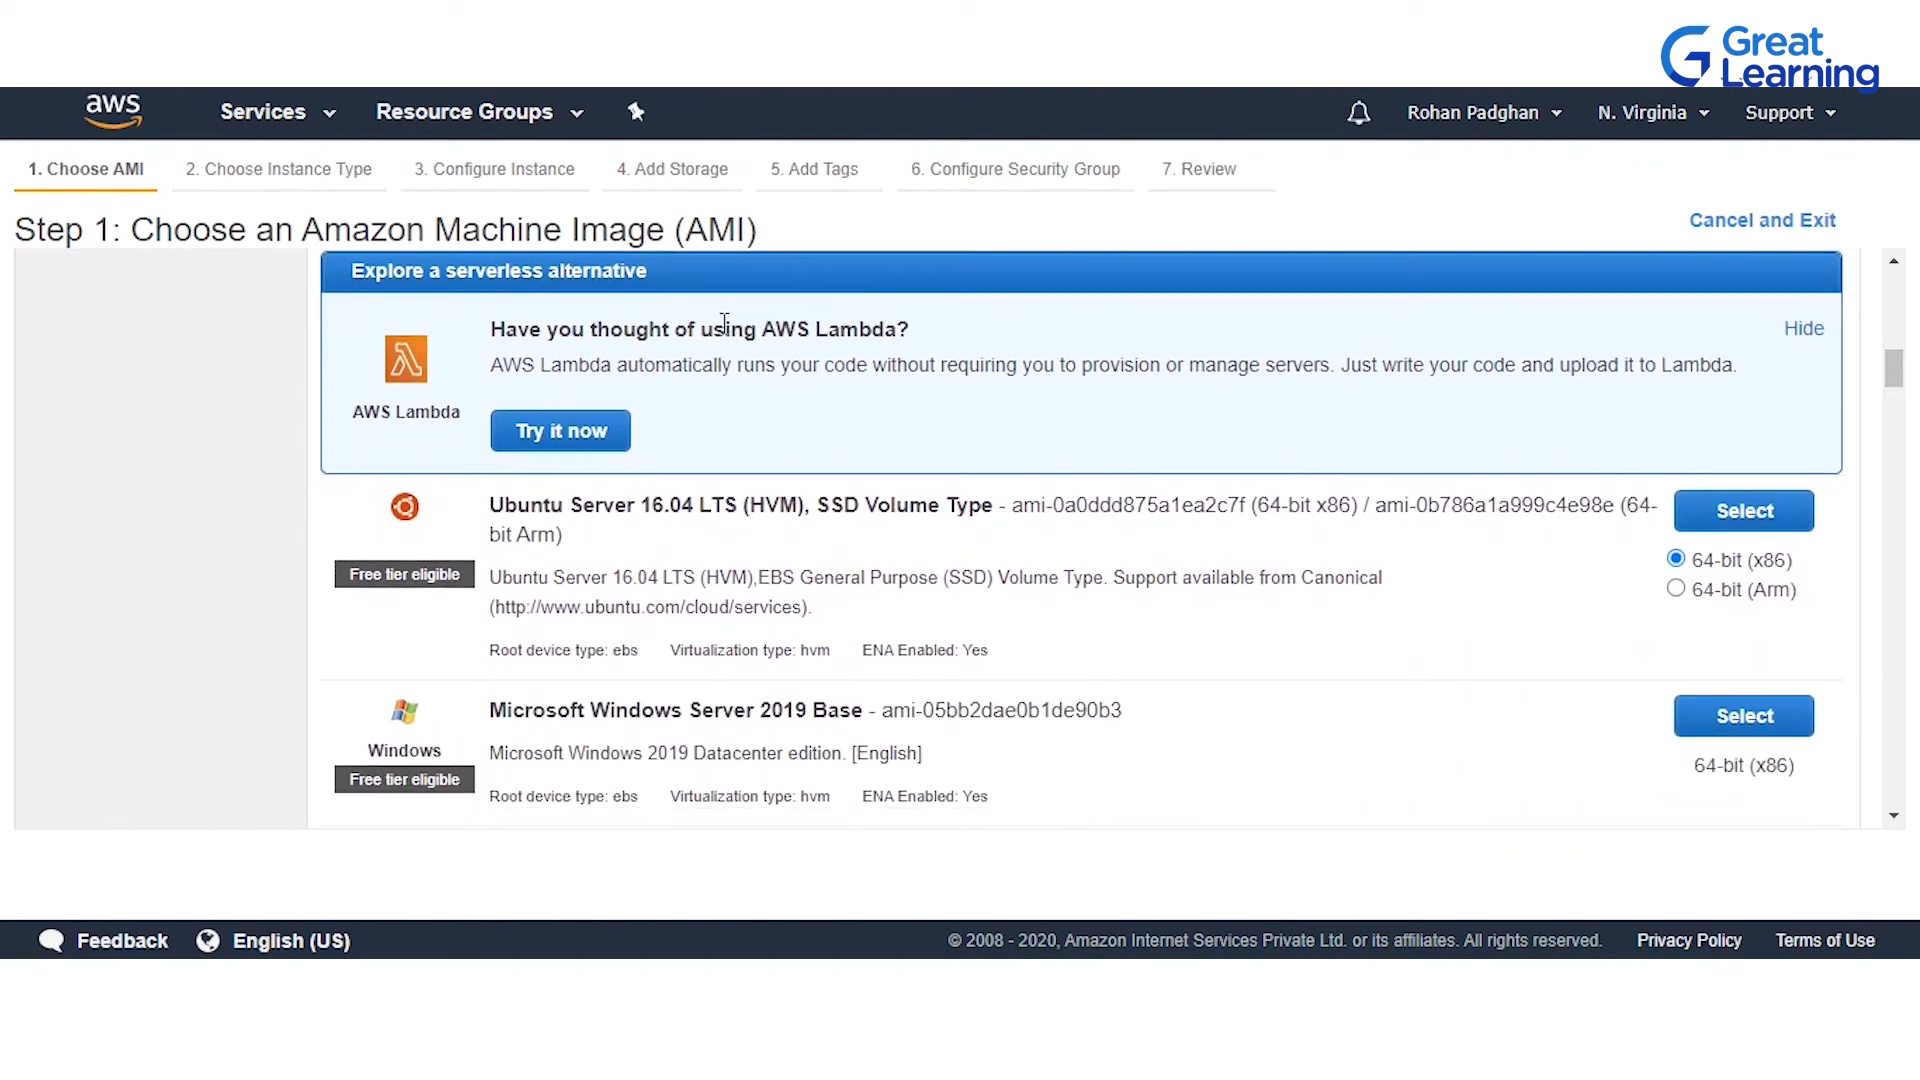 Great
Learning
aws Services Resource Groups Rohan Padghan N. Virginia Support
1. Choose AMI 2. Choose Instance Type 3. Configure Instance 4. Add Storage 5. Add Tags 6. Configure Security Group 7. Review
Step 1: Choose an Amazon Machine Image (AMI) Cancel and Exit
Explore a serverless alternative
Have you thought of using AWS Lambda? Hide
AWS Lambda automatically runs your code without requiring you to provision or manage servers. Just write your code and upload it to Lambda.
AWS Lambda
Try it now
Ubuntu Server 16.04 LTS (HVM), SSD Volume Type - ami-0a0ddd875a1ea2c7f (64-bit x86) / ami-0b786a1a999c4e98e (64-
bit Arm)
Select
Free tier eligible
Ubuntu Server 16.04 LTS (HVM),EBS General Purpose (SSD) Volume Type. Support available from Canonical
(http://www.ubuntu.com/cloud/services).
64-bit (x86)
64-bit (Arm)
Root device type: ebs Virtualization type: hvm ENA Enabled: Yes
Microsoft Windows Server 2019 Base - ami-05bb2dae0b1de90b3
Select
Windows
Free tier eligible
Microsoft Windows 2019 Datacenter edition. [English]
64-bit (x86)
Root device type: ebs Virtualization type: hvm ENA Enabled: Yes
Feedback English (US) © 2008 - 2020, Amazon Internet Services Private Ltd. or its affiliates. All rights reserved. Privacy Policy Terms of Use